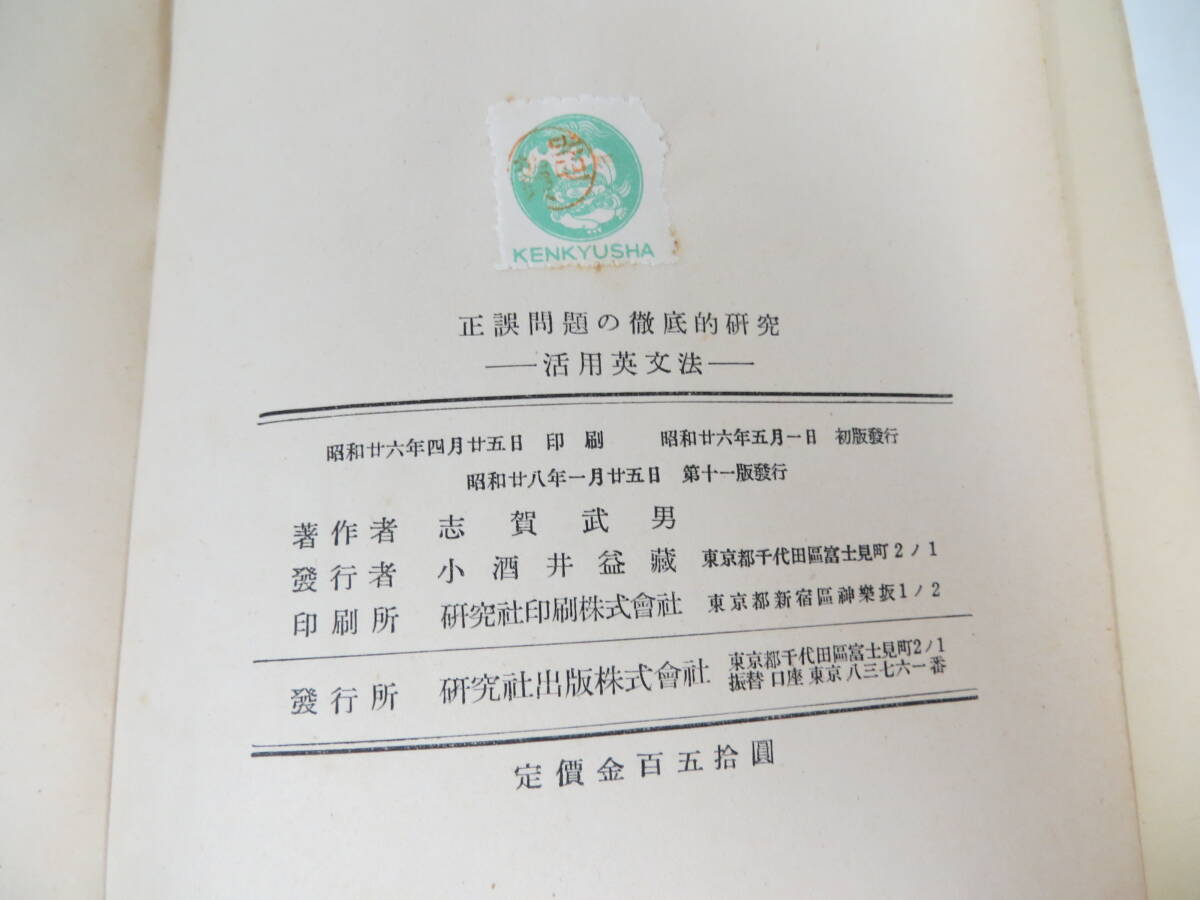 KENKYUSHA
正誤問題の徹底的硏究
——活用英文法——
昭和廿六年四月廿五日 印刷 昭和廿六年五月一日 初版發行
昭和廿八年一月廿五日 第十一版發行
著作者 志賀武男
發行者 小酒井益藏 東京都千代田區富士見町2ノ1
印刷所 硏究社印刷株式會社 東京都新宿區神樂坂1ノ2
發行所 硏究社出版株式會社 東京都千代田區富士見町2ノ1
振替口座東京八三七六一番
定價金百五拾圓